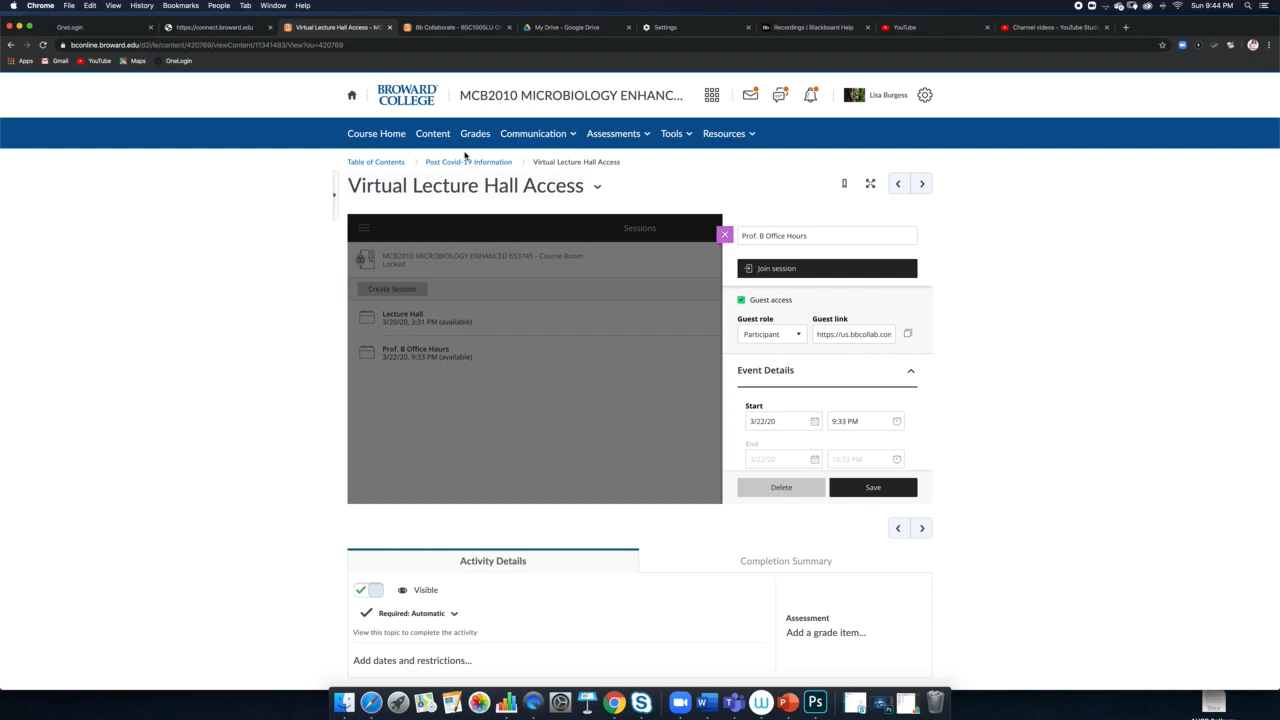 Chrome File Edit View History Bookmarks People Tab Window Help Sun 9:44 PM
OneLogin https://connect.broward.edu Virtual Lecture Hall Access - MC Bb Collaborate - BSC1005LU Ge My Drive - Google Drive Settings Recordings | Blackboard Help YouTube Channel videos - YouTube Studi
bconline.broward.edu/d2l/le/content/420769/viewContent/11341483/View?ou=420769
Apps Gmail YouTube Maps OneLogin
BROWARD COLLEGE MCB2010 MICROBIOLOGY ENHANC... Lisa Burgess
Course Home Content Grades Communication Assessments Tools Resources
Table of Contents Post Covid-19 Information Virtual Lecture Hall Access
Virtual Lecture Hall Access
Sessions
MCB2010 MICROBIOLOGY ENHANCED 653745 - Course Room
Locked
Create Session
Lecture Hall
3/20/20, 3:31 PM (available)
Prof. B Office Hours
3/22/20, 9:33 PM (available)
Prof. B Office Hours
Join session
Guest access
Guest role Guest link
Participant https://us.bbcollab.con
Event Details
Start
3/22/20 9:33 PM
End
3/22/20 10:33 PM
Delete Save
Activity Details Completion Summary
Visible
Required: Automatic
View this topic to complete the activity
Add dates and restrictions...
Assessment
Add a grade item...
Ps
DOCX